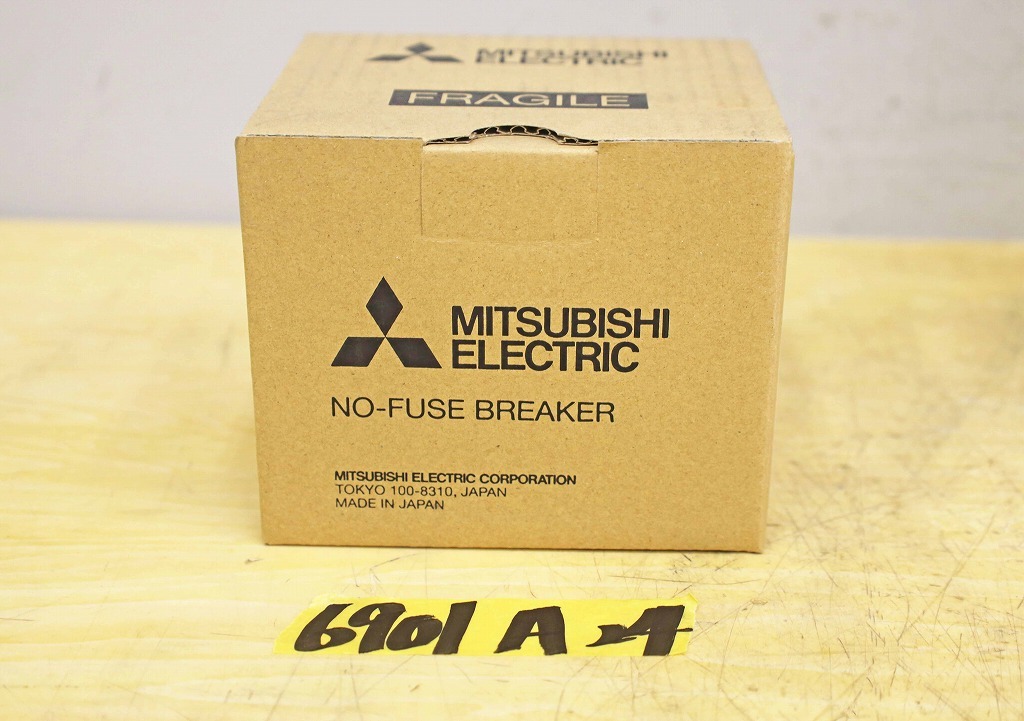 MITSUBISHI
ELECTRIC
FRAGILE
MITSUBISHI
ELECTRIC
NO-FUSE BREAKER
MITSUBISHI ELECTRIC CORPORATION
TOKYO 100-8310, JAPAN
MADE IN JAPAN
6901 A